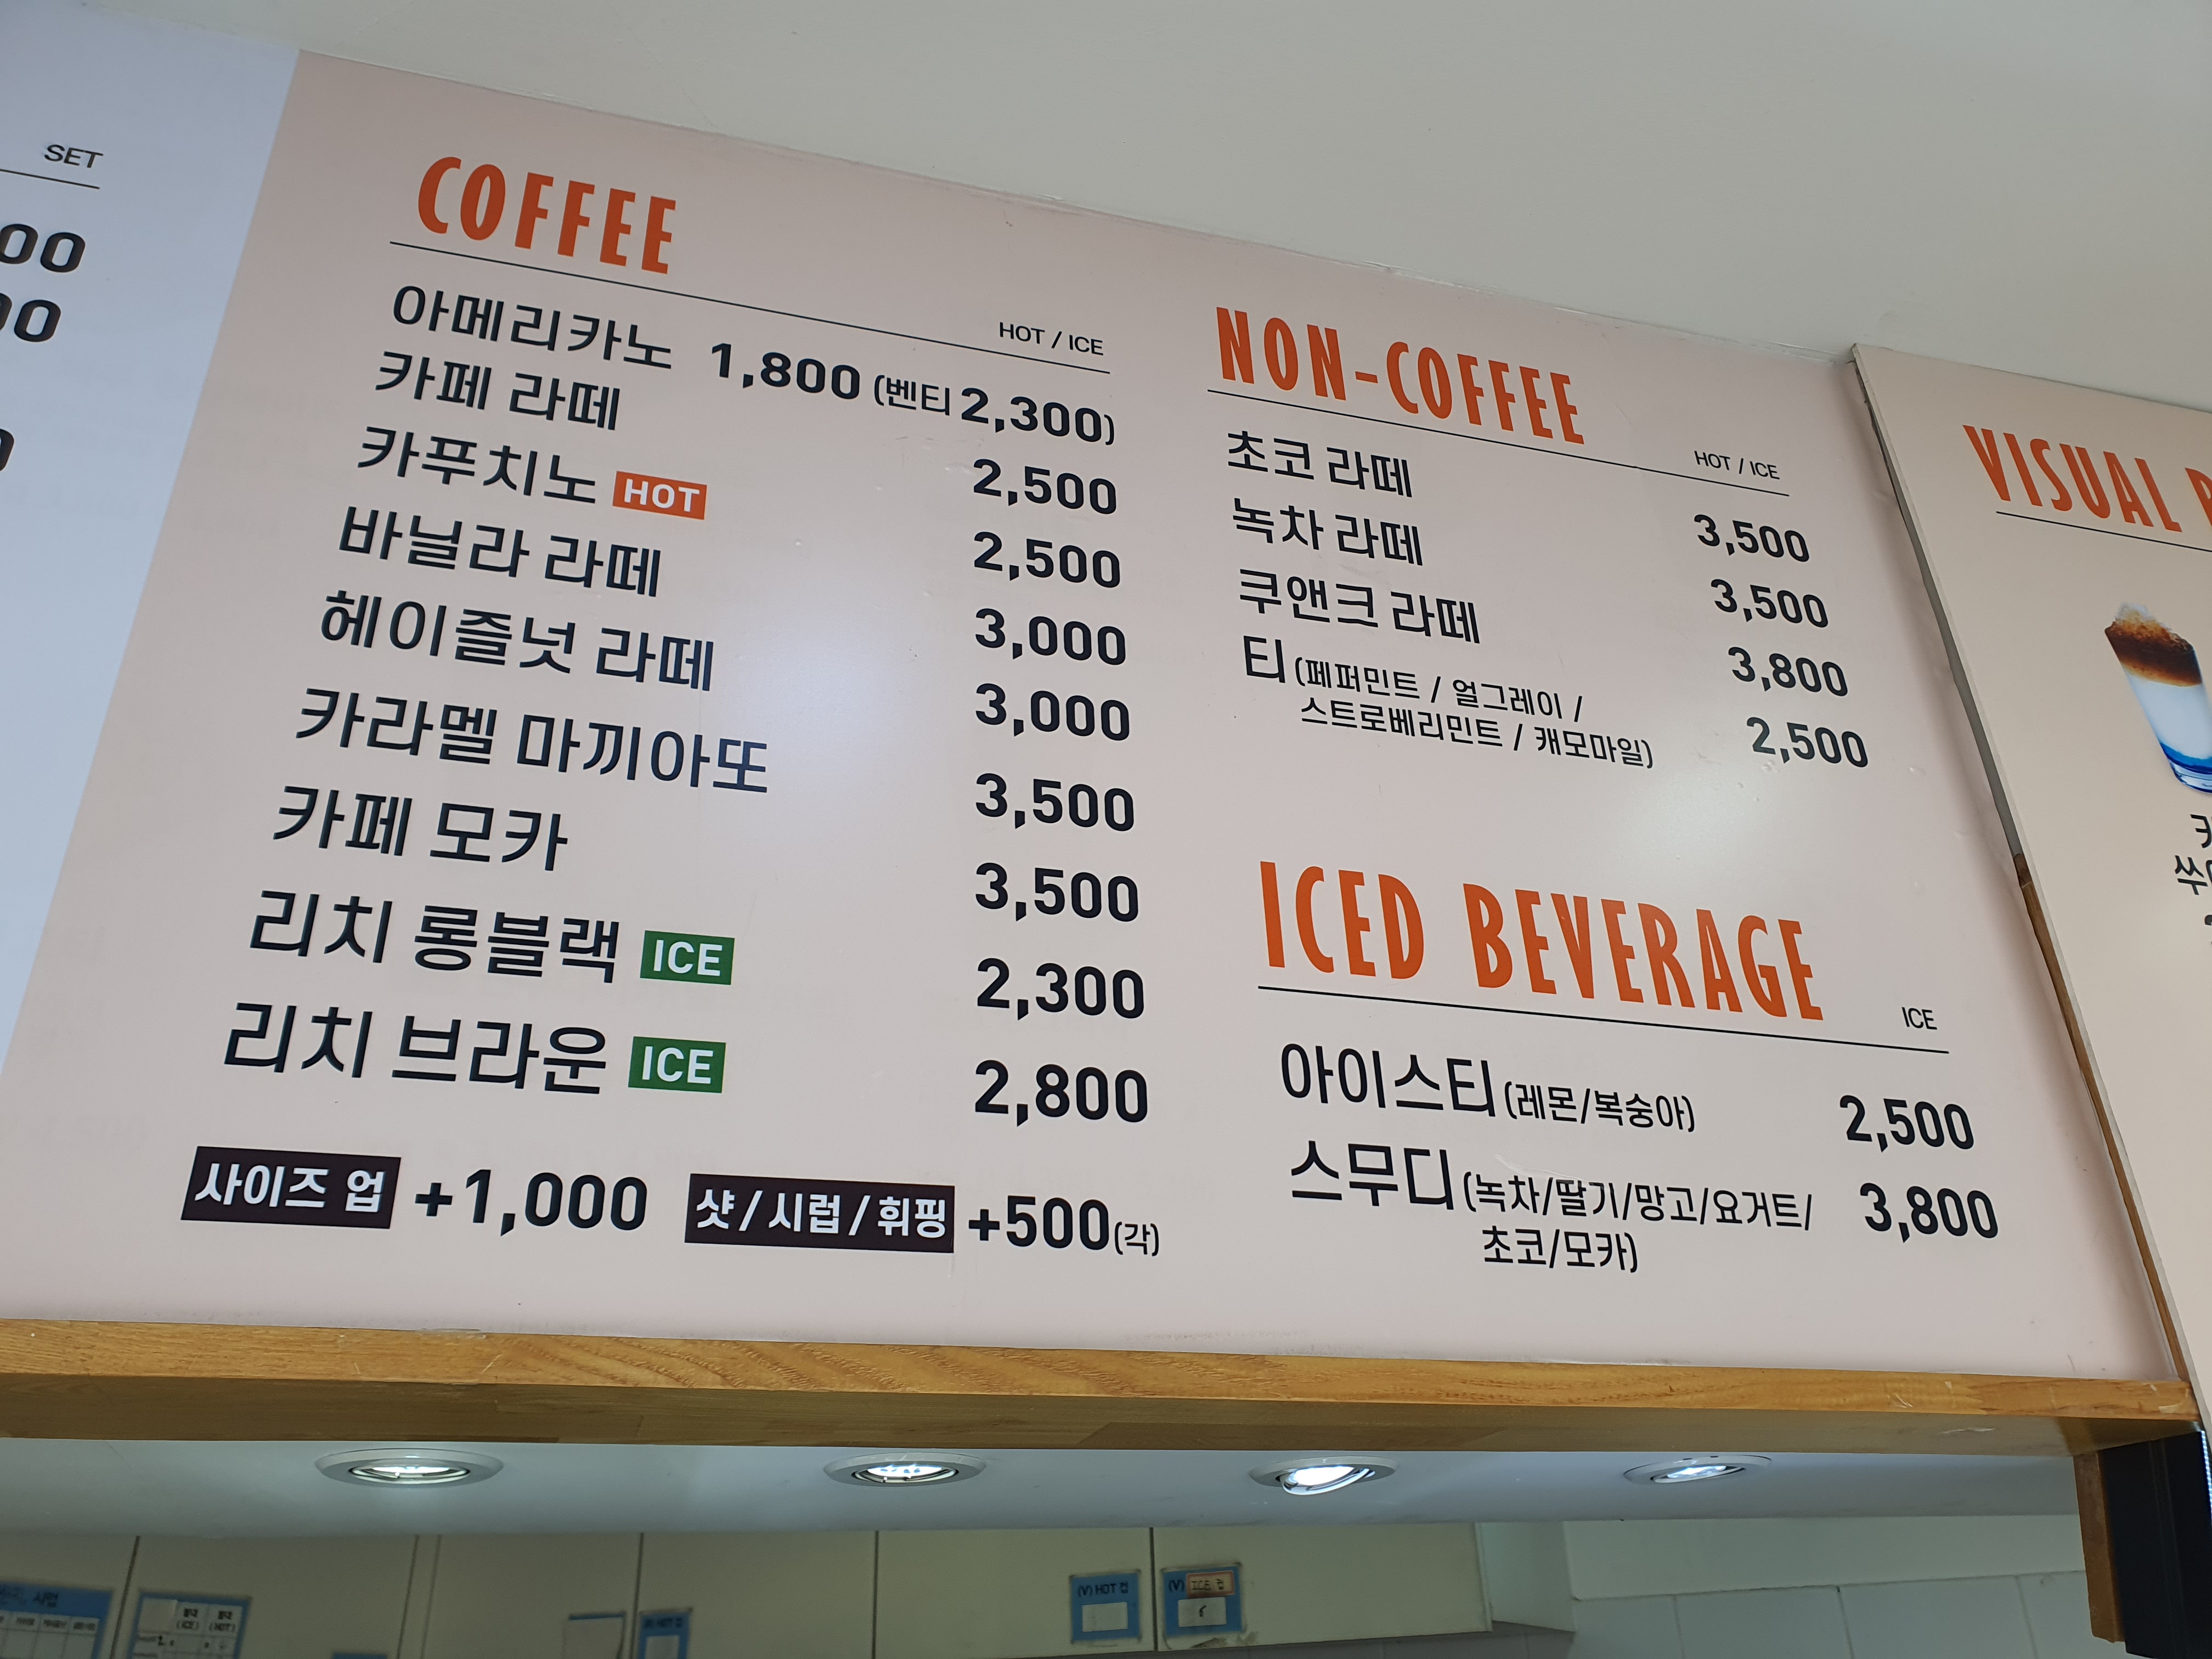 SET
COFFEE
HOT / ICE
아메리카노 1,800 (벤티 2,300)
카페 라떼 2,500
카푸치노 HOT 2,500
바닐라 라떼 3,000
헤이즐넛 라떼 3,000
카라멜 마끼아또 3,500
카페 모카 3,500
리치 롱블랙 ICE 2,300
리치 브라운 ICE 2,800
사이즈 업 +1,000 샷 / 시럽 / 휘핑 +500(각)
NON-COFFEE
HOT / ICE
초코 라떼 3,500
녹차 라떼 3,500
쿠앤크 라떼 3,800
티 (페퍼민트 / 얼그레이 / 2,500
스트로베리민트 / 캐모마일)
ICED BEVERAGE
ICE
아이스티 (레몬/복숭아) 2,500
스무디 (녹차/딸기/망고/요거트/ 3,800
초코/모카)
VISUAL
(V) HOT 컵
(V) ICE 컵